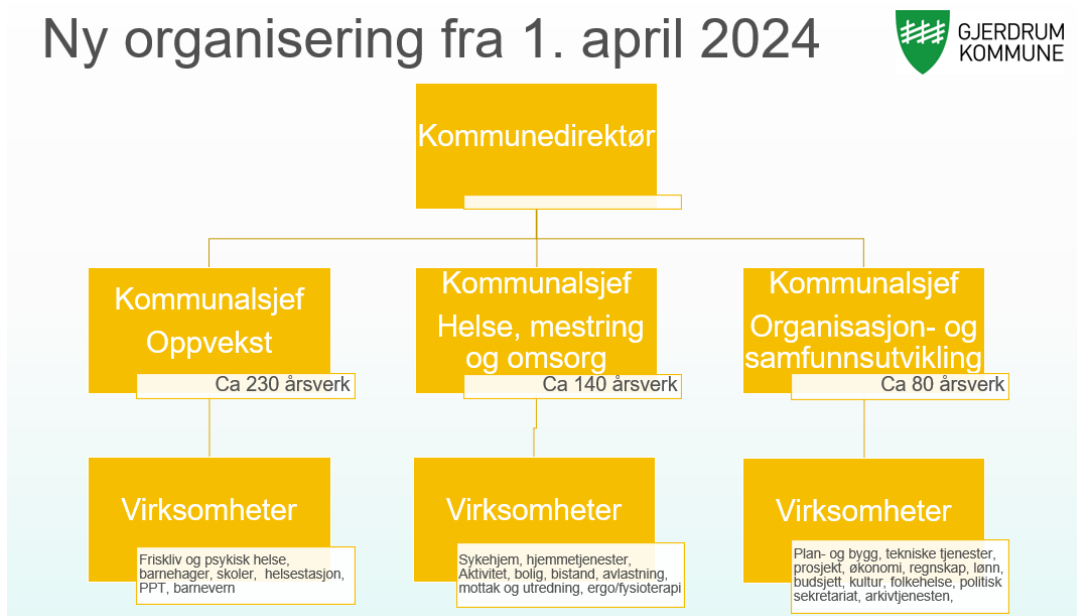 Ny organisering fra 1. april 2024
GJERDRUM
KOMMUNE
Kommunedirektør
Kommunalsjef
Oppvekst
Ca 230 årsverk
Kommunalsjef
Helse, mestring
og omsorg
Ca 140 årsverk
Kommunalsjef
Organisasjon- og
samfunnsutvikling
Ca 80 årsverk
Virksomheter
Friskliv og psykisk helse,
barnehager, skoler, helsestasjon,
PPT, barnevern
Virksomheter
Sykehjem, hjemmetjenester,
Aktivitet, bolig, bistand, avlastning,
mottak og utredning, ergo/fysioterapi
Virksomheter
Plan- og bygg, tekniske tjenester,
prosjekt, økonomi, regnskap, lønn,
budsjett, kultur, folkehelse, politisk
sekretariat, arkivtjenesten,